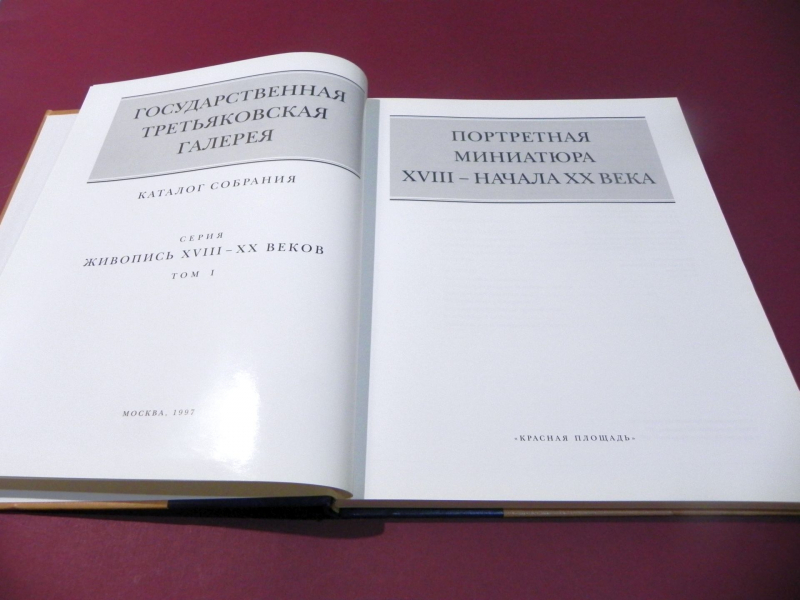 ГОСУДАРСТВЕННАЯ
ТРЕТЬЯКОВСКАЯ
ГАЛЕРЕЯ
КАТАЛОГ СОБРАНИЯ
СЕРИЯ
ЖИВОПИСЬ XVIII – XX ВЕКОВ
ТОМ I
МОСКВА, 1997
ПОРТРЕТНАЯ
МИНИАТЮРА
XVIII – НАЧАЛА XX ВЕКА
«КРАСНАЯ ПЛОЩАДЬ»